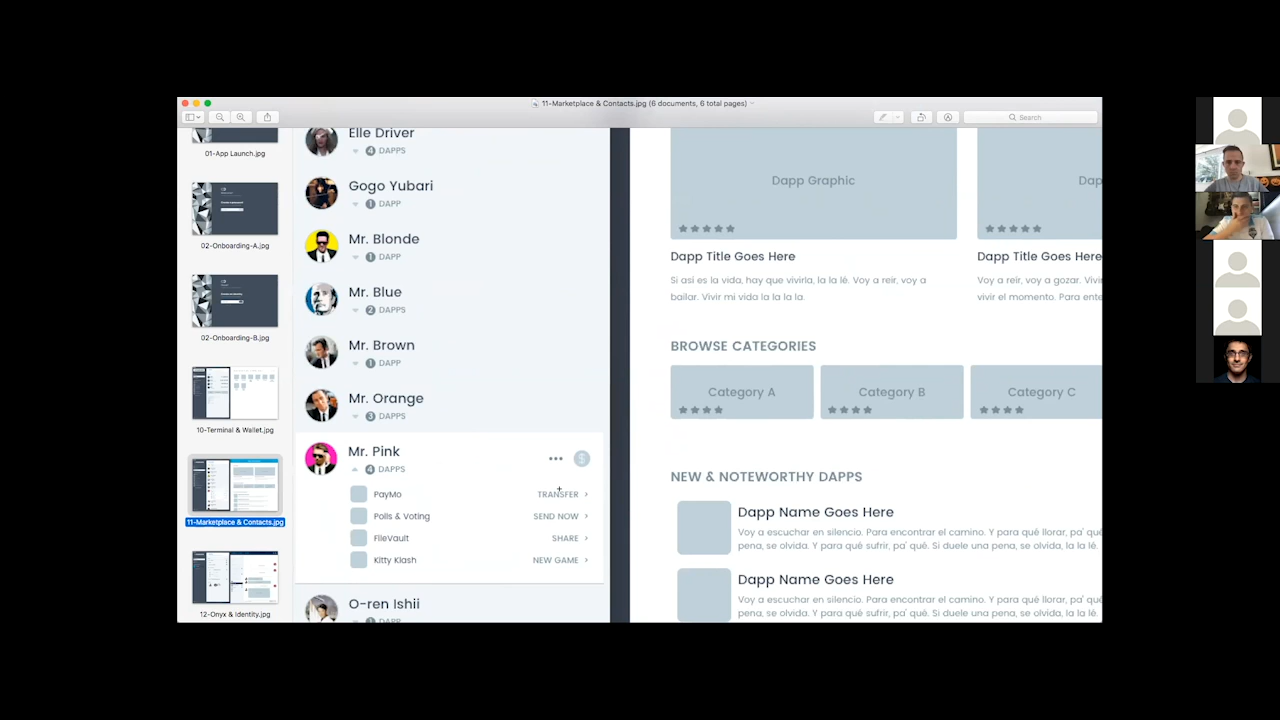 11-Marketplace & Contacts.jpg (6 documents, 6 total pages)
Search
01-App Launch.jpg
02-Onboarding-A.jpg
02-Onboarding-B.jpg
10-Terminal & Wallet.jpg
11-Marketplace & Contacts.jpg
12-Onyx & Identity.jpg
Elle Driver
4 DAPPS
Gogo Yubari
1 DAPP
Mr. Blonde
1 DAPP
Mr. Blue
2 DAPPS
Mr. Brown
1 DAPP
Mr. Orange
3 DAPPS
Mr. Pink
$
4 DAPPS
PayMo TRANSFER >
Polls & Voting SEND NOW >
FileVault SHARE >
Kitty Klash NEW GAME >
O-ren Ishii
1 DAPP
Dapp Graphic
Dap
Dapp Title Goes Here
Si así es la vida, hay que vivirla, la la lé. Voy a reír, voy a
bailar. Vivir mi vida la la la la.
Dapp Title Goes Here
Voy a reír, voy a gozar. Vivir
vivir el momento. Para ente
BROWSE CATEGORIES
Category A
Category B
Category C
NEW & NOTEWORTHY DAPPS
Dapp Name Goes Here
Voy a escuchar en silencio. Para encontrar el camino. Y para qué llorar, pa' qué
pena, se olvida. Y para qué sufrir, pa' qué. Si duele una pena, se olvida, la la lé.
Dapp Name Goes Here
Voy a escuchar en silencio. Para encontrar el camino. Y para qué llorar, pa' qué
pena, se olvida. Y para qué sufrir, pa' qué. Si duele una pena, se olvida, la la lé.